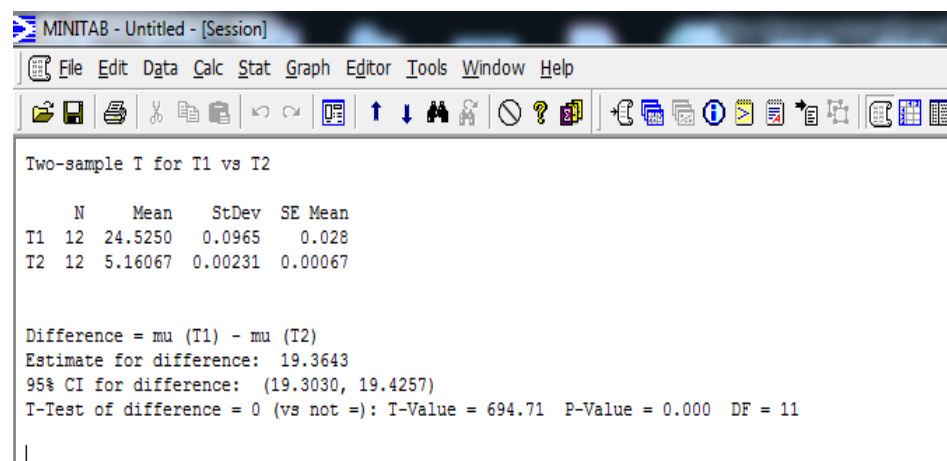 MINITAB - Untitled - [Session]
File Edit Data Calc Stat Graph Editor Tools Window Help
Two-sample T for T1 vs T2
N Mean StDev SE Mean
T1 12 24.5250 0.0965 0.028
T2 12 5.16067 0.00231 0.00067
Difference = mu (T1) - mu (T2)
Estimate for difference: 19.3643
95% CI for difference: (19.3030, 19.4257)
T-Test of difference = 0 (vs not =): T-Value = 694.71 P-Value = 0.000 DF = 11